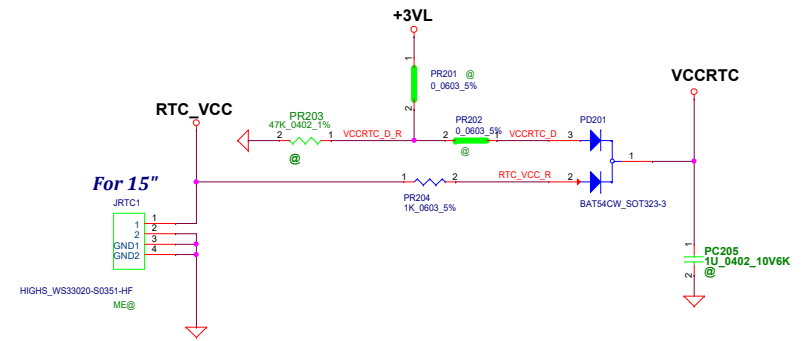 +3VL
1
PR201 @
0_0603_5%
2
VCCRTC
RTC_VCC
PR203
47K_0402_1%
2
1
VCCRTC_D_R
@
PR202
0_0603_5%
2
1
@
VCCRTC_D
3
PD201
1
For 15"
JRTC1
1
2
GND1
GND2
1
2
3
4
1
2
PR204
1K_0603_5%
RTC_VCC_R
2
BAT54CW_SOT323-3
1
PC205
1U_0402_10V6K
@
2
HIGHS_WS33020-S0351-HF
ME@